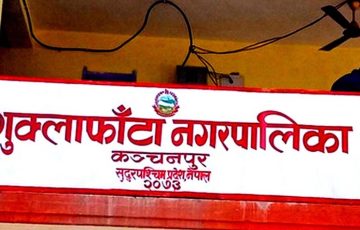 शुक्लाफाँटा नगरपालिका
कञ्चनपुर
सुदूरपश्चिम प्रदेश, नेपाल
२०७३